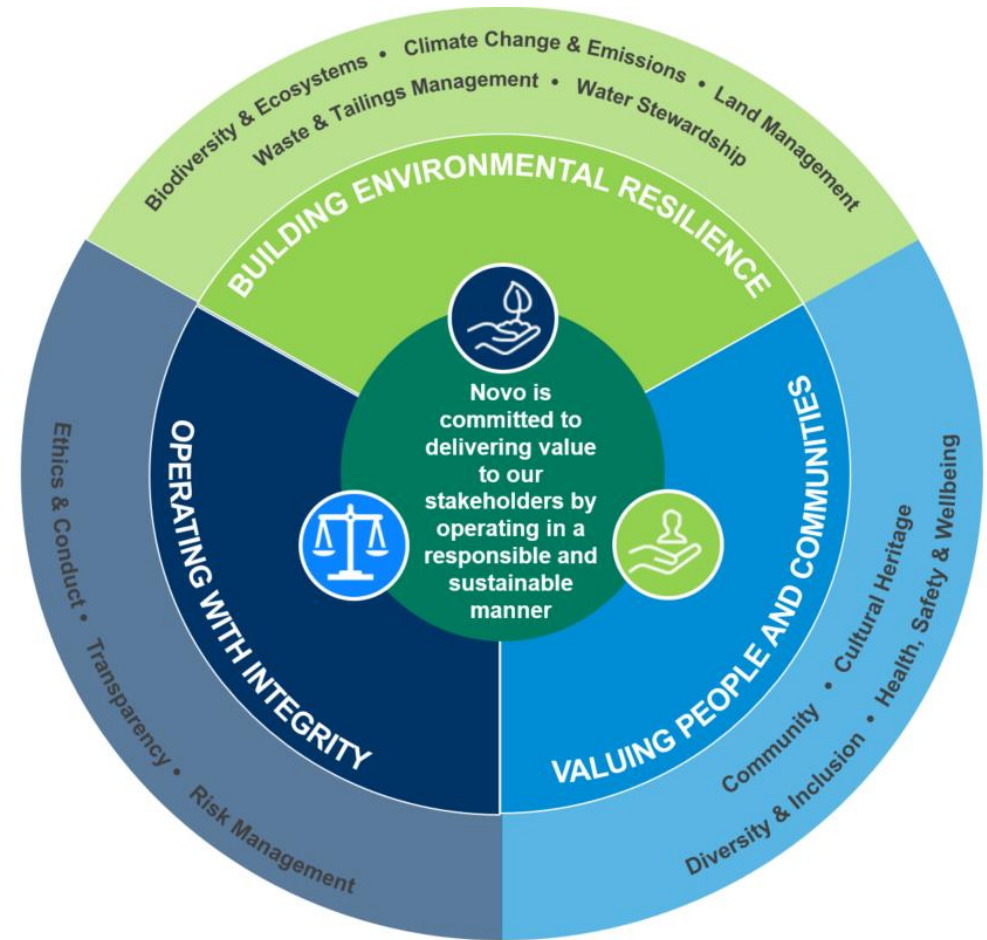 Biodiversity & Ecosystems • Climate Change & Emissions • Land Management
Waste & Tailings Management • Water Stewardship
BUILDING ENVIRONMENTAL RESILIENCE
Novo is
committed to
delivering value
to our
stakeholders by
operating in a
responsible and
sustainable
manner
OPERATING WITH INTEGRITY
Ethics & Conduct • Transparency • Risk Management
VALUING PEOPLE AND COMMUNITIES
Community • Cultural Heritage
Diversity & Inclusion • Health, Safety & Wellbeing